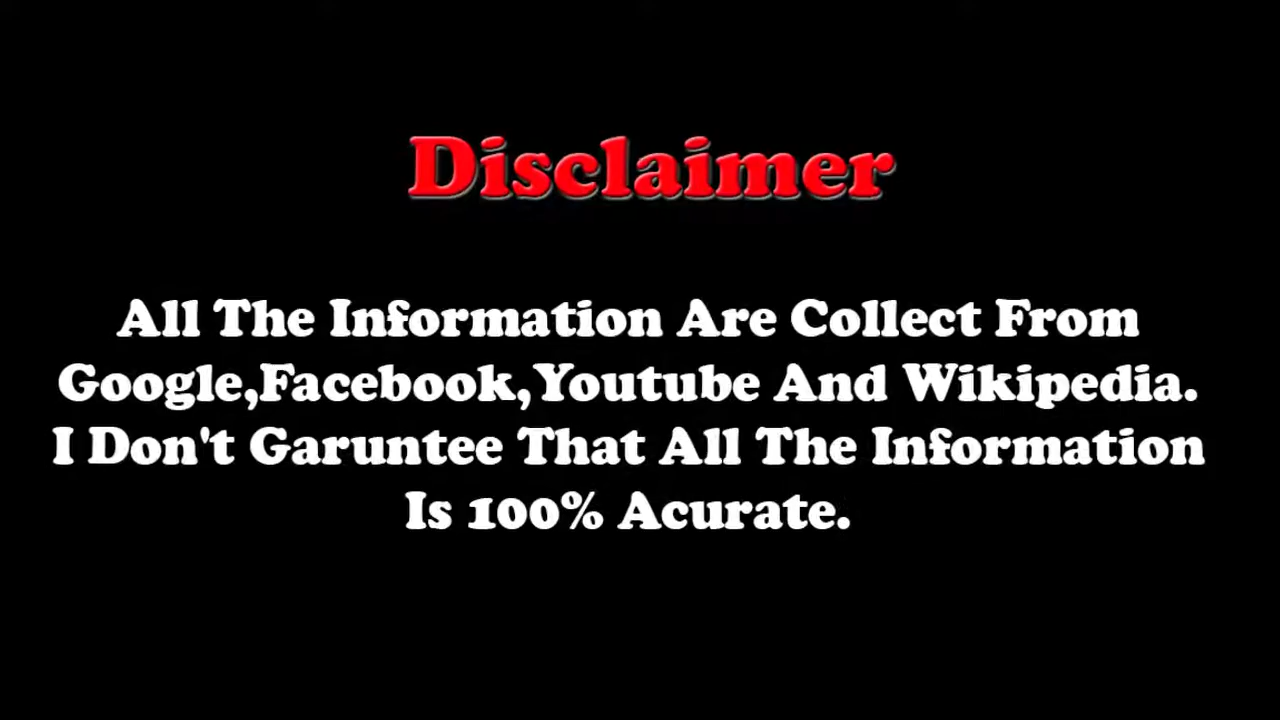 Disclaimer
All The Information Are Collect From
Google,Facebook,Youtube And Wikipedia.
I Don't Garuntee That All The Information
Is 100% Acurate.